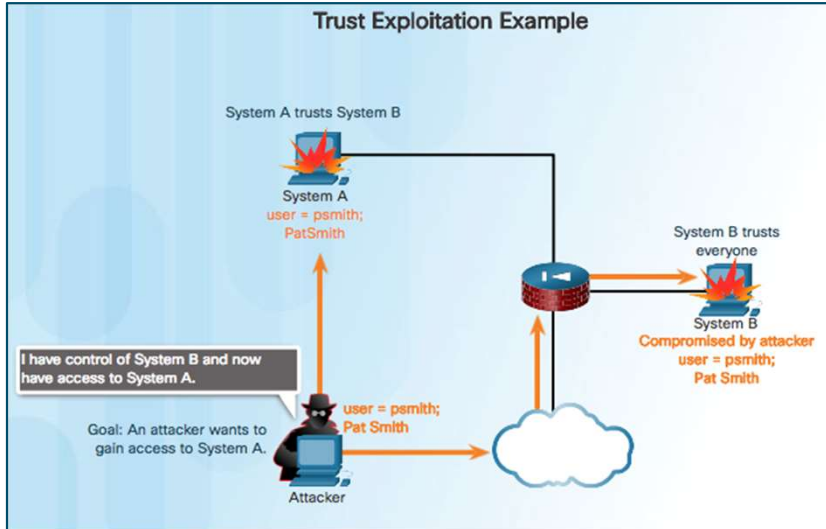 Trust Exploitation Example
System A trusts System B
System A
user = psmith;
PatSmith
System B trusts
everyone
System B
Compromised by attacker
user = psmith;
Pat Smith
I have control of System B and now
have access to System A.
user = psmith;
Pat Smith
Goal: An attacker wants to
gain access to System A.
Attacker